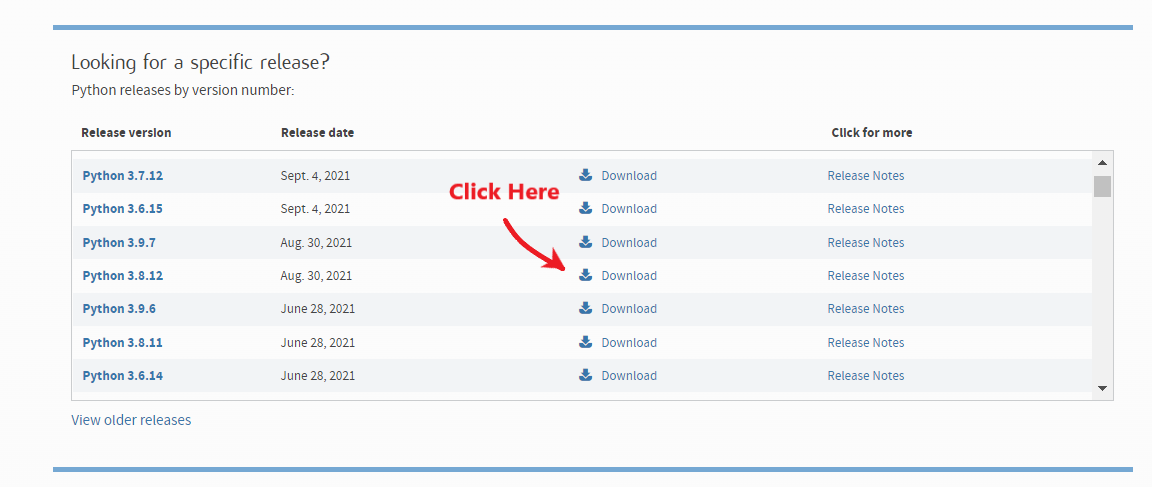 Looking for a specific release?
Python releases by version number:
Release version Release date Click for more
Python 3.7.12 Sept. 4, 2021 Download Release Notes
Click Here
Python 3.6.15 Sept. 4, 2021 Download Release Notes
Python 3.9.7 Aug. 30, 2021 Download Release Notes
Python 3.8.12 Aug. 30, 2021 Download Release Notes
Python 3.9.6 June 28, 2021 Download Release Notes
Python 3.8.11 June 28, 2021 Download Release Notes
Python 3.6.14 June 28, 2021 Download Release Notes
View older releases